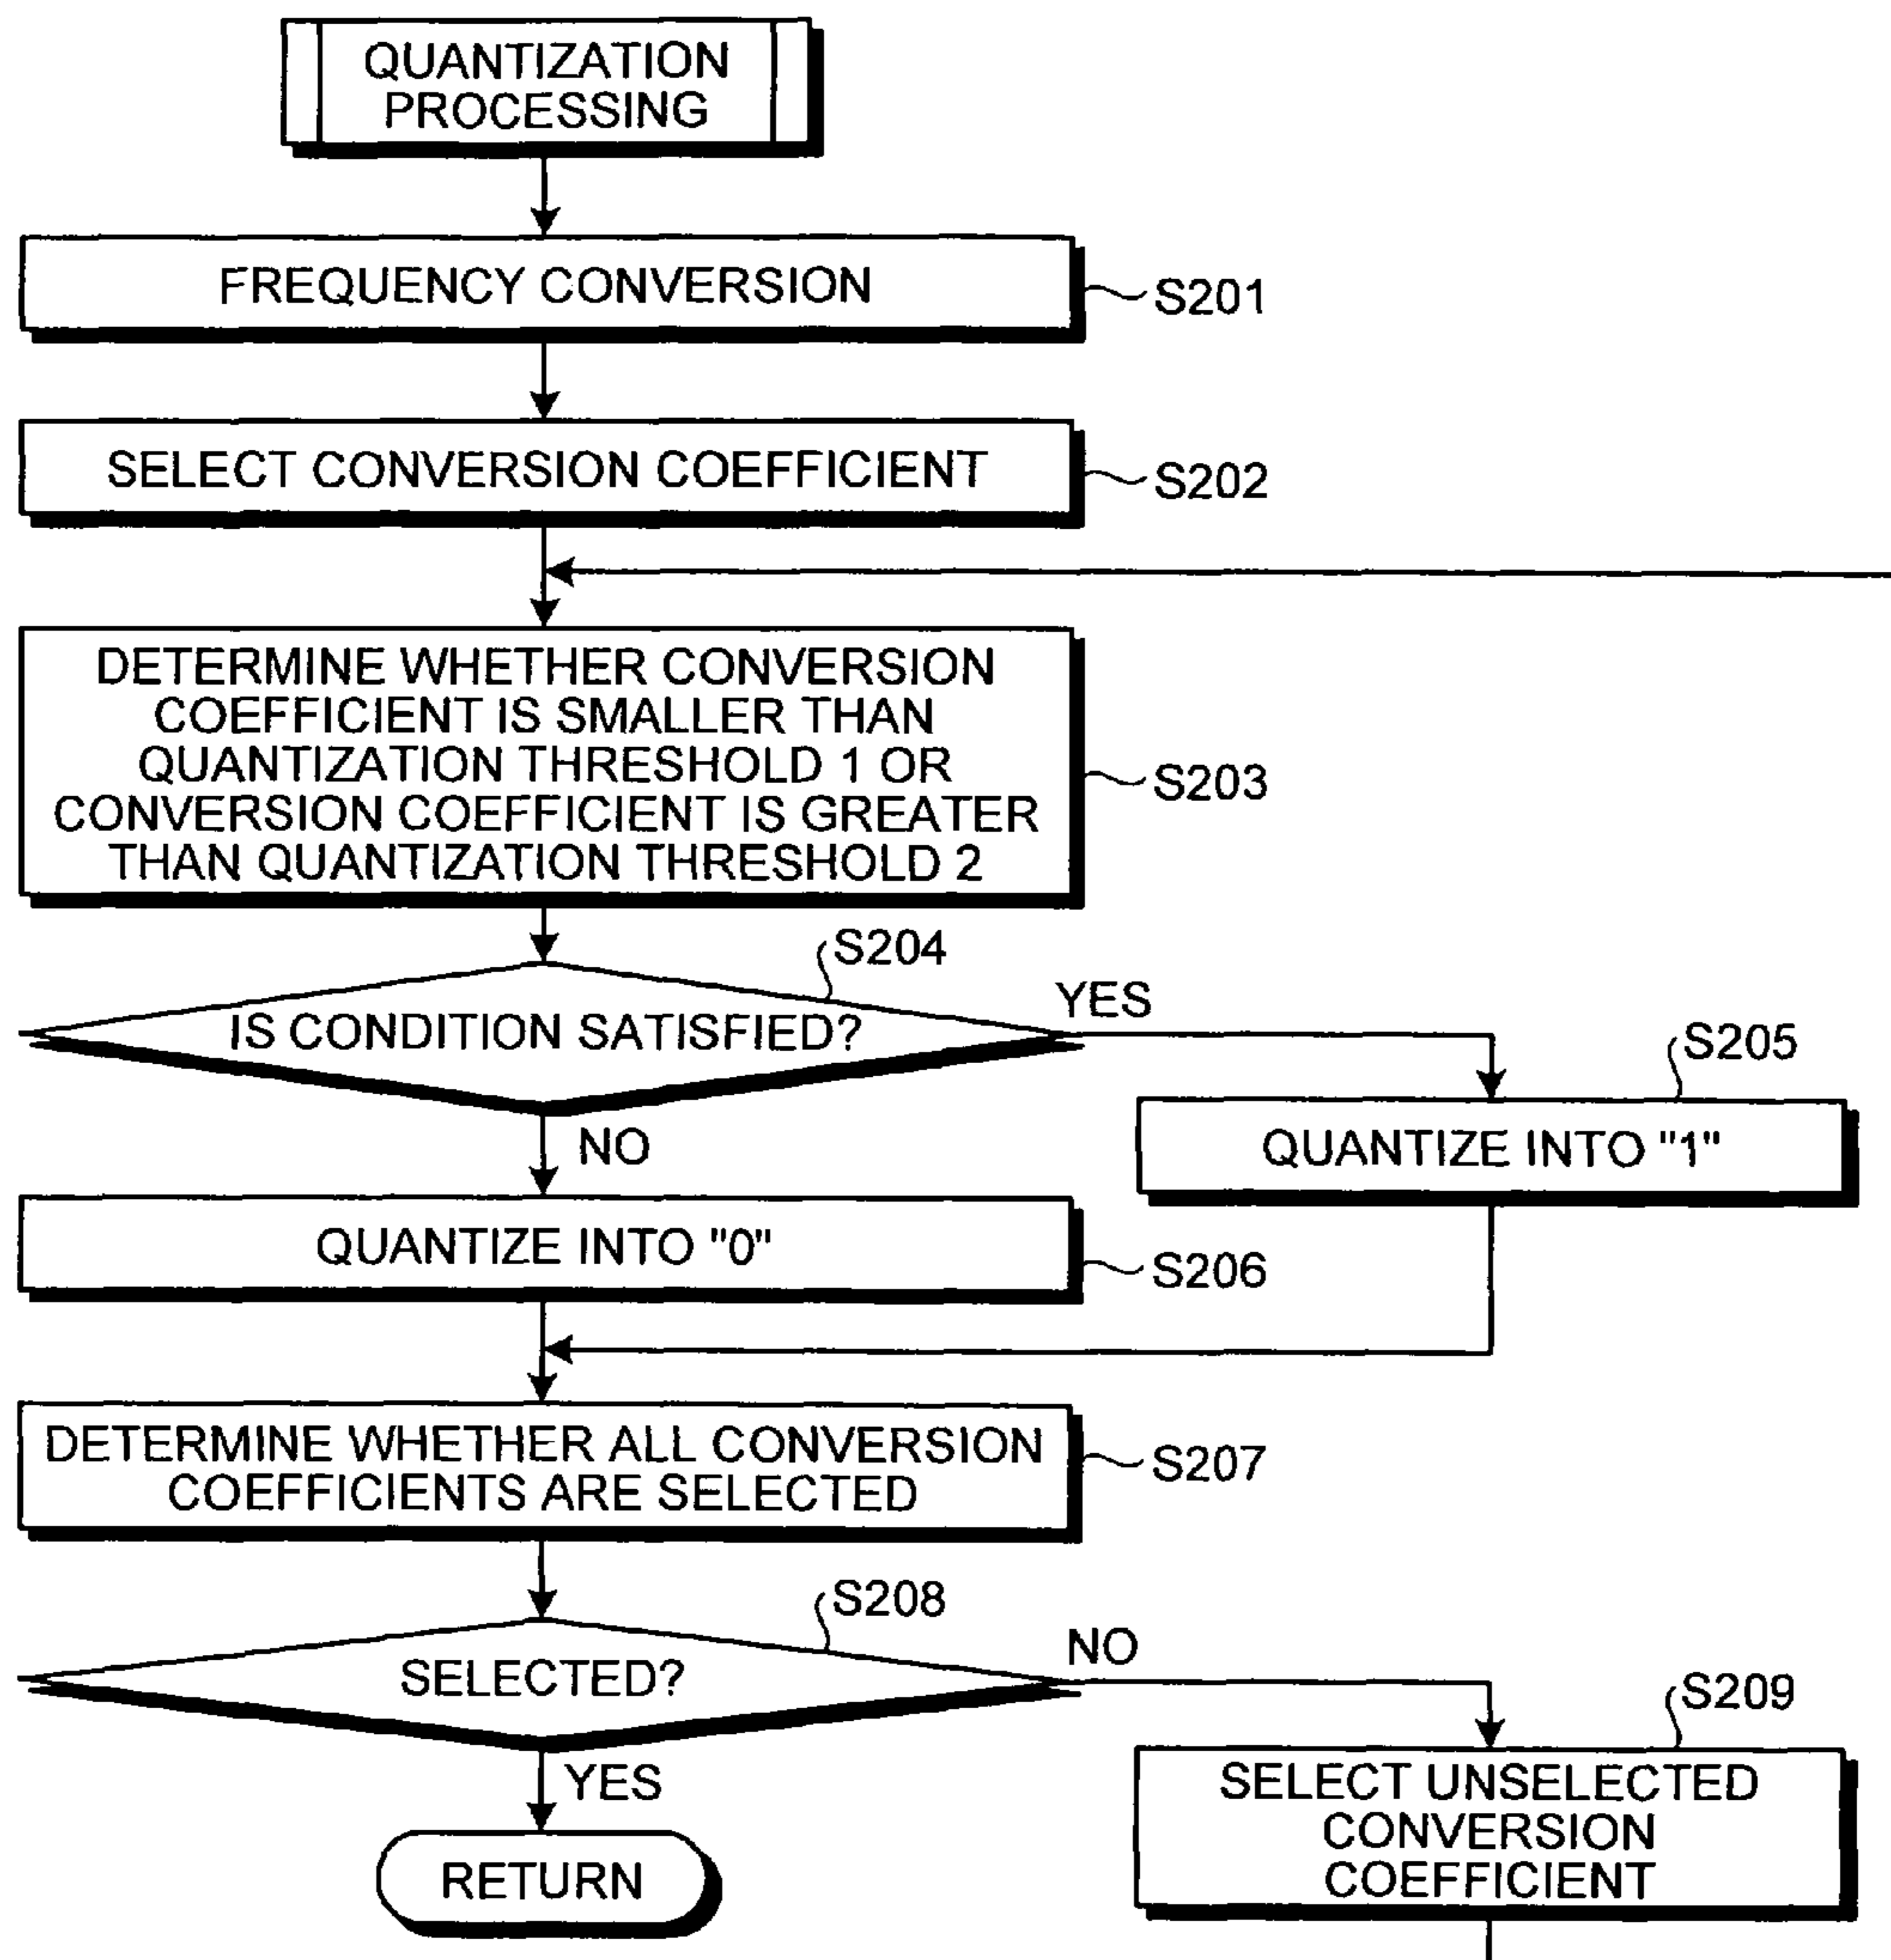 QUANTIZATION
PROCESSING
FREQUENCY CONVERSION
S201
SELECT CONVERSION COEFFICIENT
S202
DETERMINE WHETHER CONVERSION
COEFFICIENT IS SMALLER THAN
QUANTIZATION THRESHOLD 1 OR
CONVERSION COEFFICIENT IS GREATER
THAN QUANTIZATION THRESHOLD 2
S203
S204
IS CONDITION SATISFIED?
YES
S205
QUANTIZE INTO "1"
NO
QUANTIZE INTO "0"
S206
DETERMINE WHETHER ALL CONVERSION
COEFFICIENTS ARE SELECTED
S207
S208
SELECTED?
NO
S209
SELECT UNSELECTED
CONVERSION
COEFFICIENT
YES
RETURN